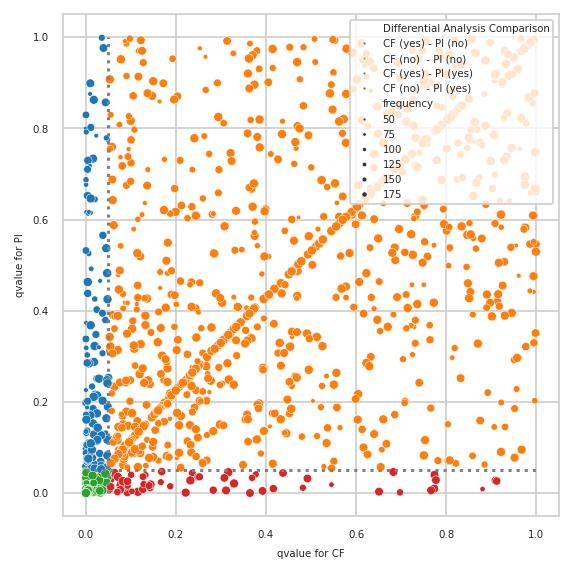 Differential Analysis Comparison
CF (yes) - PI (no)
CF (no)  - PI (no)
CF (yes) - PI (yes)
CF (no)  - PI (yes)
frequency
50
75
100
125
150
175
1.0
0.8
0.6
0.4
0.2
0.0
qvalue for PI
0.0 0.2 0.4 0.6 0.8 1.0
qvalue for CF